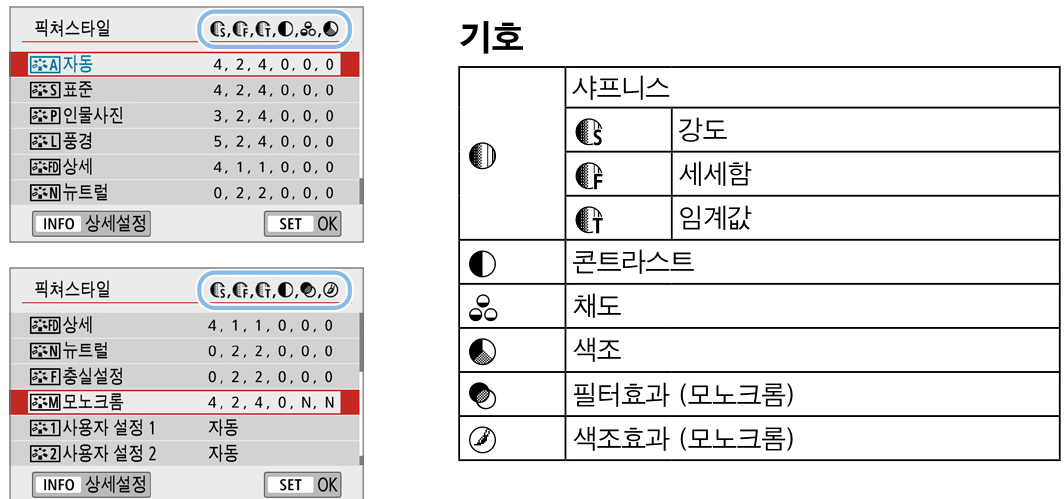 픽쳐스타일 S, F, T, , ,
A 자동 4, 2, 4, 0, 0, 0
S 표준 4, 2, 4, 0, 0, 0
P 인물사진 3, 2, 4, 0, 0, 0
L 풍경 5, 2, 4, 0, 0, 0
FD 상세 4, 1, 1, 0, 0, 0
N 뉴트럴 0, 2, 2, 0, 0, 0
INFO 상세설정 SET OK
픽쳐스타일 S, F, T, , ,
FD 상세 4, 1, 1, 0, 0, 0
N 뉴트럴 0, 2, 2, 0, 0, 0
F 충실설정 0, 2, 2, 0, 0, 0
M 모노크롬 4, 2, 4, 0, N, N
1 사용자 설정 1 자동
2 사용자 설정 2 자동
INFO 상세설정 SET OK
기호
샤프니스
S 강도
F 세세함
T 임계값
콘트라스트
채도
색조
필터효과 (모노크롬)
색조효과 (모노크롬)